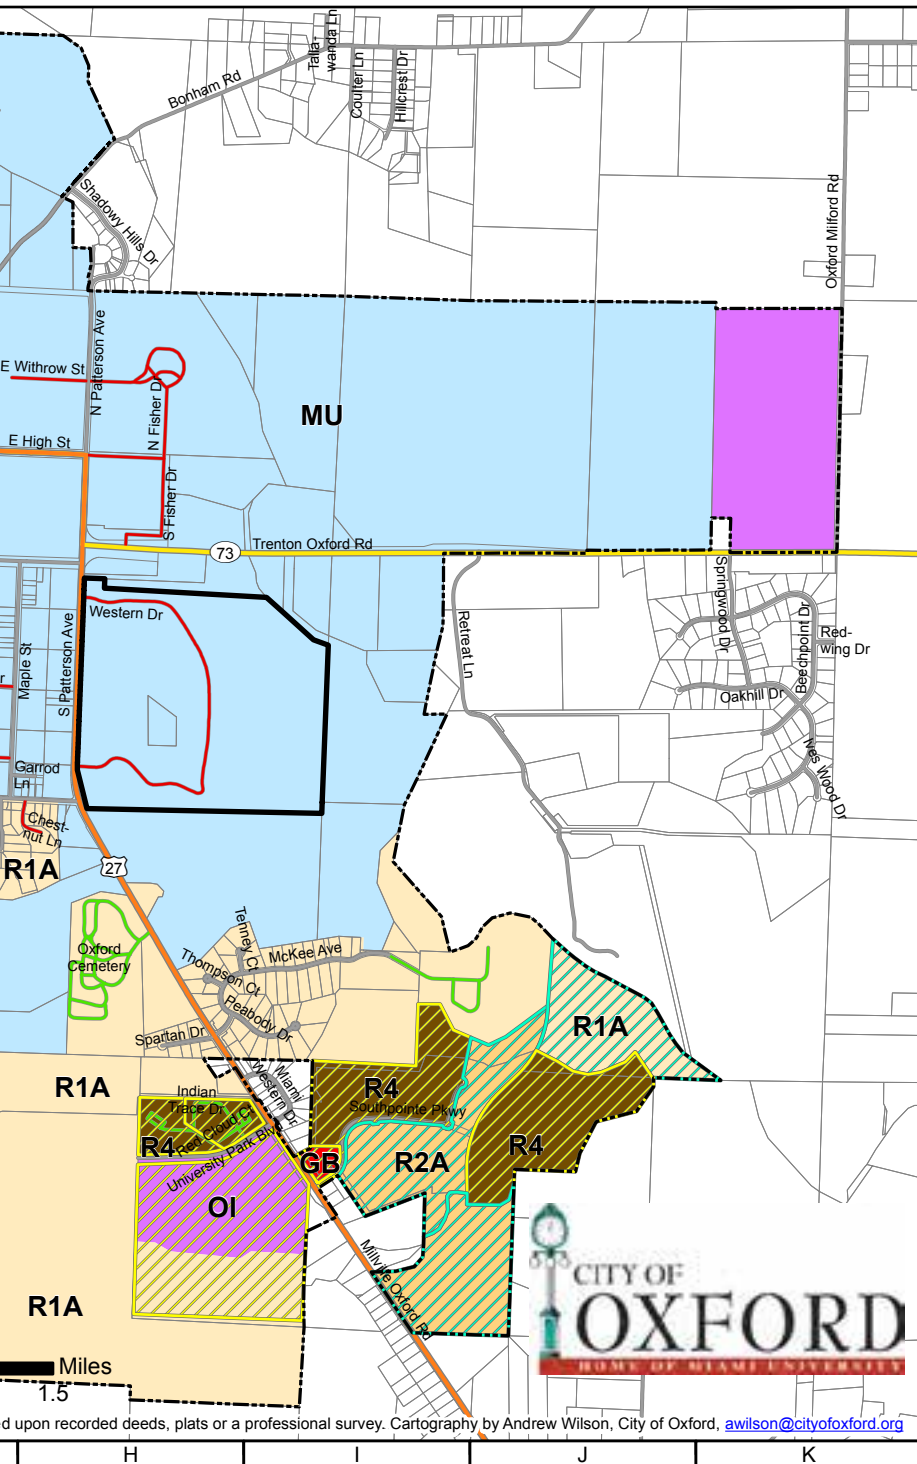 Talla-
wanda Ln
Coulter Ln
Hillcrest Dr
Bonham Rd
Shadowy Hills Dr
Oxford Milford Rd
N Patterson Ave
E Withrow St
N Fisher Dr
MU
E High St
S Fisher Dr
73
Trenton Oxford Rd
Western Dr
Springwood Dr
Beechpoint Dr
Red-
wing Dr
Retreat Ln
Maple St
S Patterson Ave
r
Oakhill Dr
Nes Wood Dr
Garrod
Ln
Chest-
nut Ln
R1A
27
Oxford
Cemetery
Tenney Ct
McKee Ave
Thompson Ct
Peabody Dr
Spartan Dr
R1A
R1A
Miami
Western Dr
R4
Southpointe Pkwy
Indian
Trace Dr
Red Cloud Ct
R4
University Park Blvd
GB
R2A
R4
OI
Millville Oxford Rd
R1A
CITY OF
OXFORD
HOME OF MIAMI UNIVERSITY
Miles
1.5
d upon recorded deeds, plats or a professional survey. Cartography by Andrew Wilson, City of Oxford, awilson@cityofoxford.org
H
I
J
K